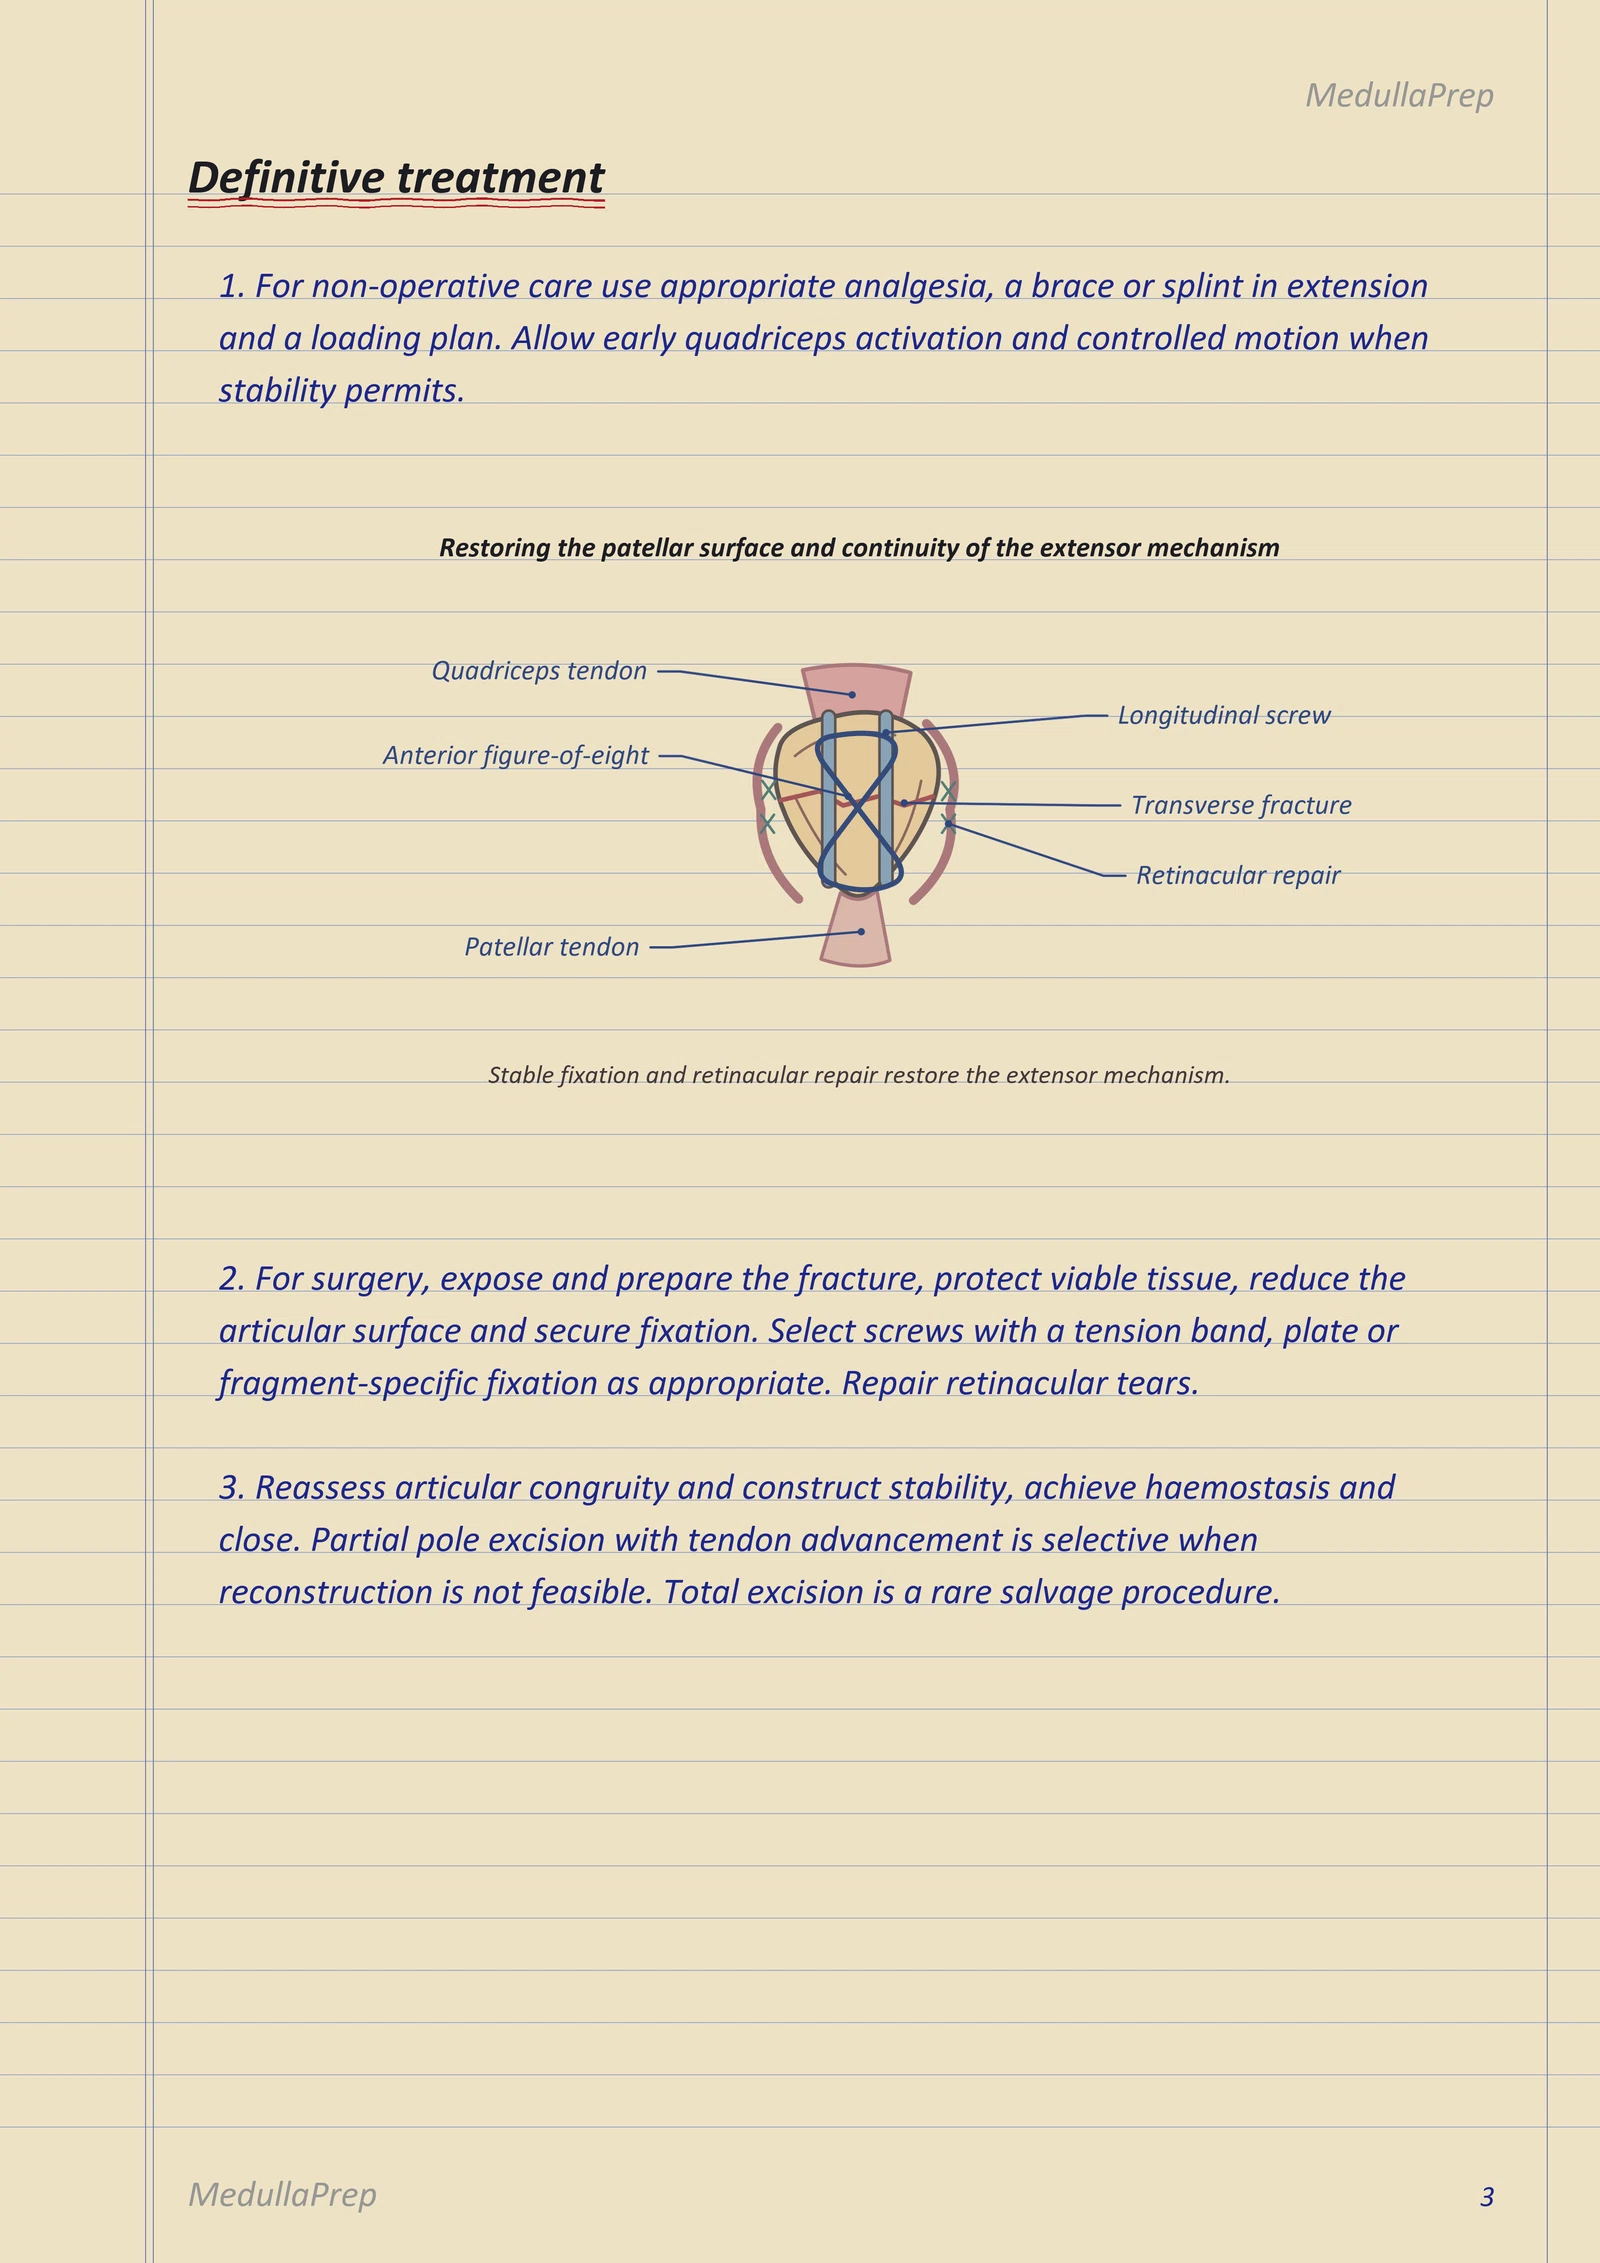 MedullaPrep
Definitive treatment
1. For non-operative care use appropriate analgesia, a brace or splint in extension
and a loading plan. Allow early quadriceps activation and controlled motion when
stability permits.
Restoring the patellar surface and continuity of the extensor mechanism
Quadriceps tendon
Longitudinal screw
Anterior figure-of-eight
Transverse fracture
Retinacular repair
Patellar tendon
Stable fixation and retinacular repair restore the extensor mechanism.
2. For surgery, expose and prepare the fracture, protect viable tissue, reduce the
articular surface and secure fixation. Select screws with a tension band, plate or
fragment-specific fixation as appropriate. Repair retinacular tears.
3. Reassess articular congruity and construct stability, achieve haemostasis and
close. Partial pole excision with tendon advancement is selective when
reconstruction is not feasible. Total excision is a rare salvage procedure.
MedullaPrep
3